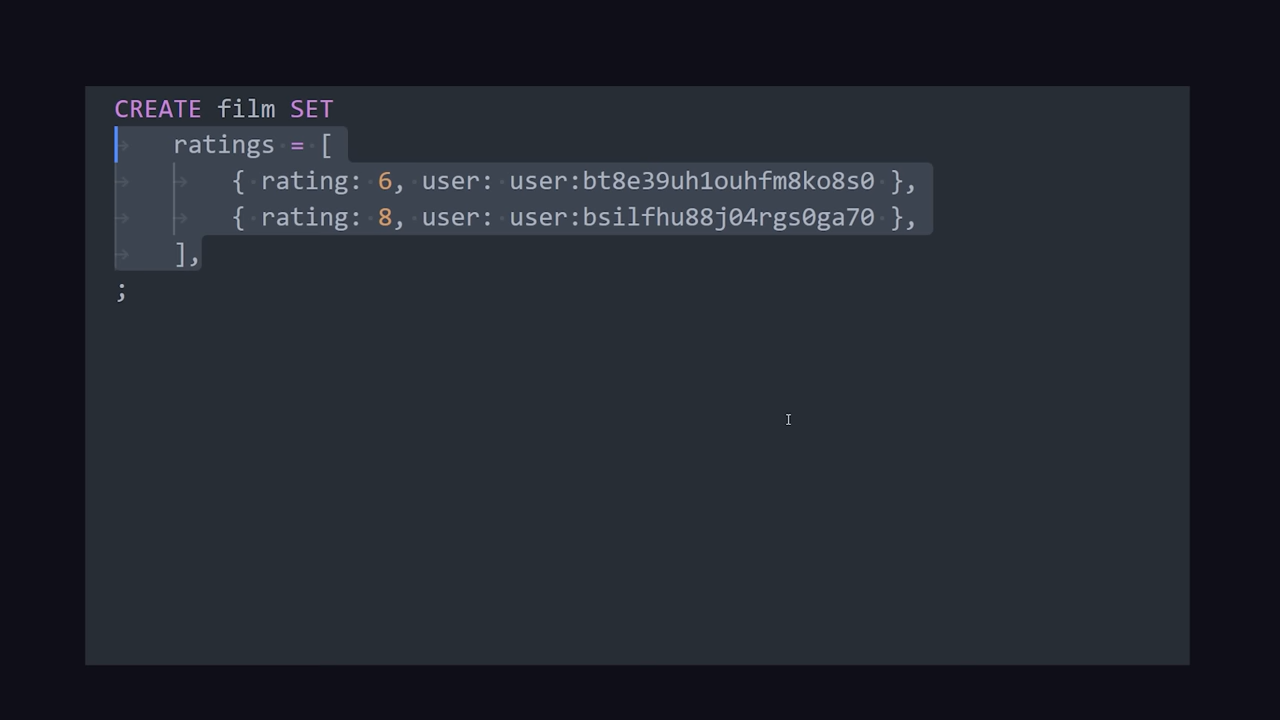 CREATE film SET
ratings = [
{ rating: 6, user: user:bt8e39uh1ouhfm8ko8s0 },
{ rating: 8, user: user:bsilfhu88j04rgs0ga70 },
],
;